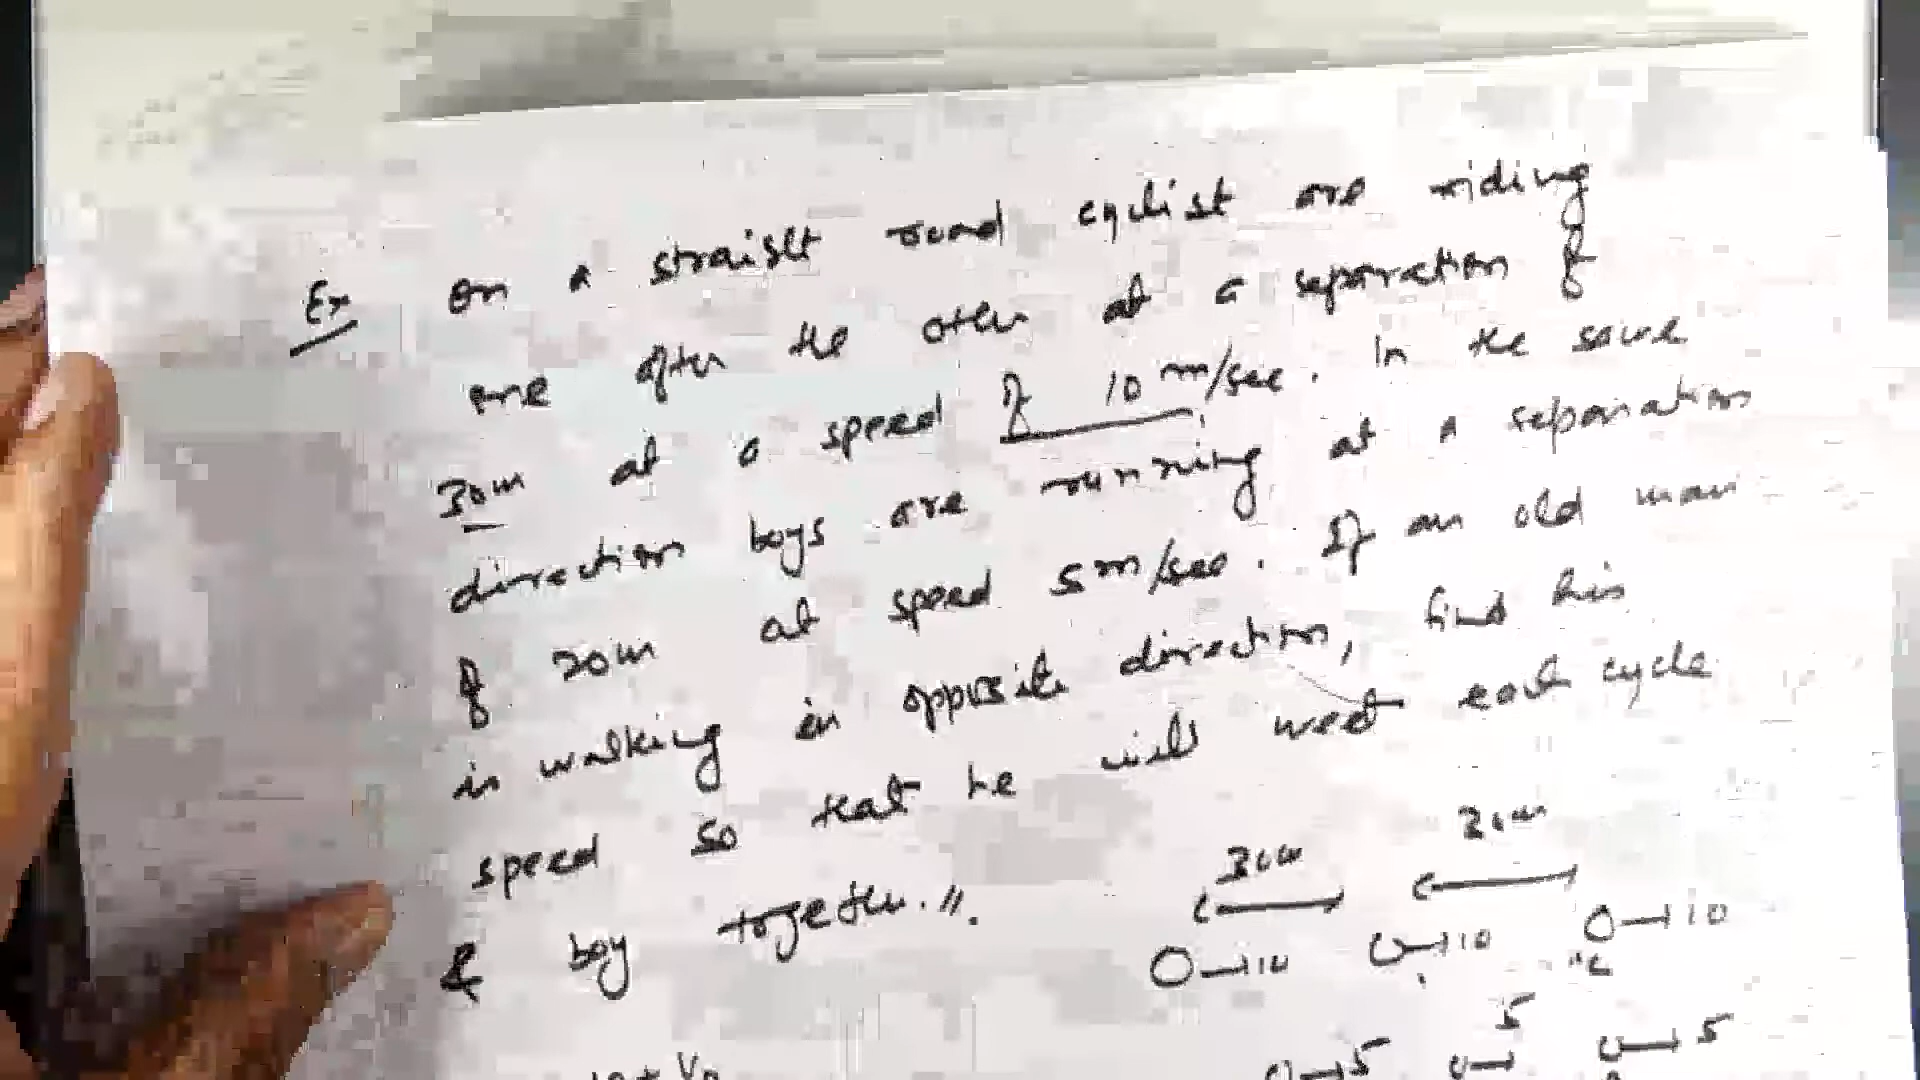 Ex On a straight road cyclist are riding
one after the other at a separation of
30m at a speed of 10 m/sec. In the same
direction boys are running at a separation
of 20m at speed 5 m/sec. If an old man
is walking in opposite direction, find his
speed so that he will meet each cycle
& boy together.
30m
10 10 10
5 5 5